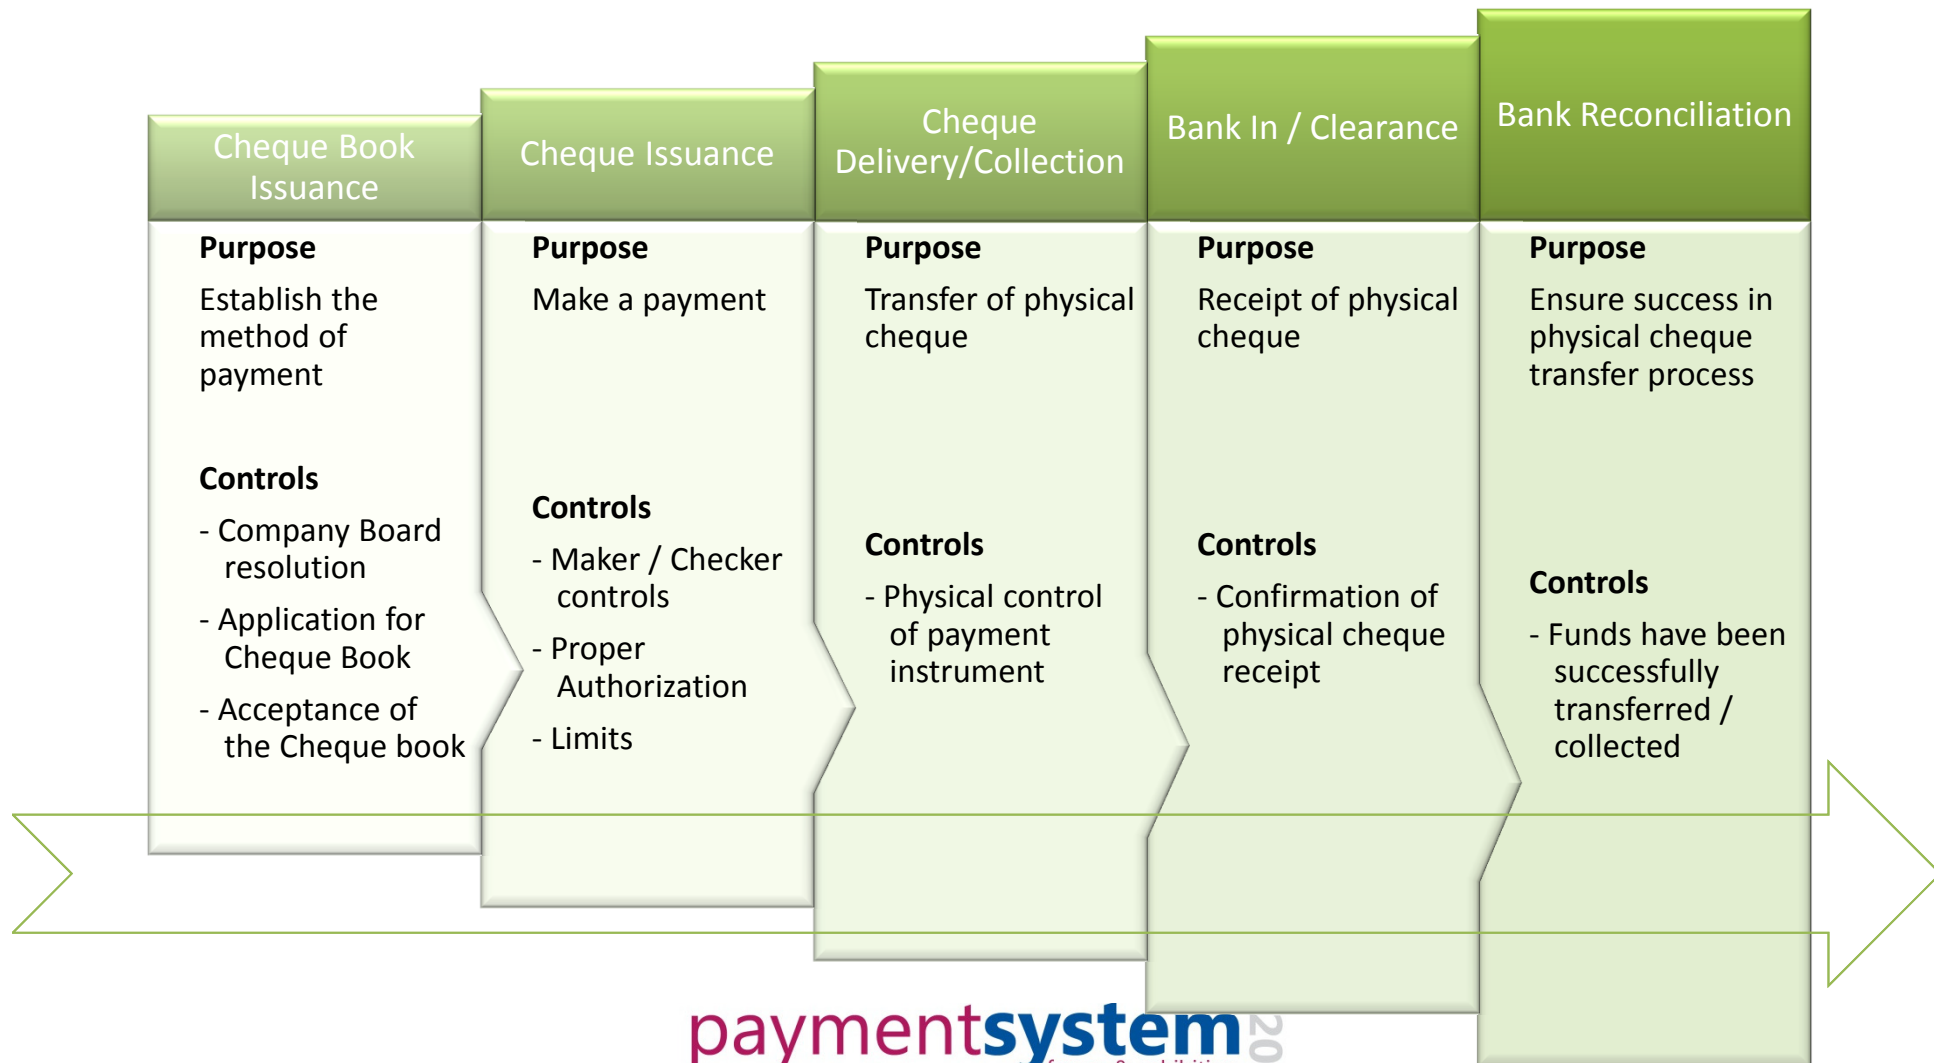 Cheque Book
Issuance
Purpose
Establish the
method of
payment
Controls
- Company Board
resolution
- Application for
Cheque Book
- Acceptance of
the Cheque book
Cheque Issuance
Purpose
Make a payment
Controls
- Maker / Checker
controls
- Proper
Authorization
- Limits
Cheque
Delivery/Collection
Purpose
Transfer of physical
cheque
Controls
- Physical control
of payment
instrument
Bank In / Clearance
Purpose
Receipt of physical
cheque
Controls
- Confirmation of
physical cheque
receipt
Bank Reconciliation
Purpose
Ensure success in
physical cheque
transfer process
Controls
- Funds have been
successfully
transferred /
collected
paymentsystem
20